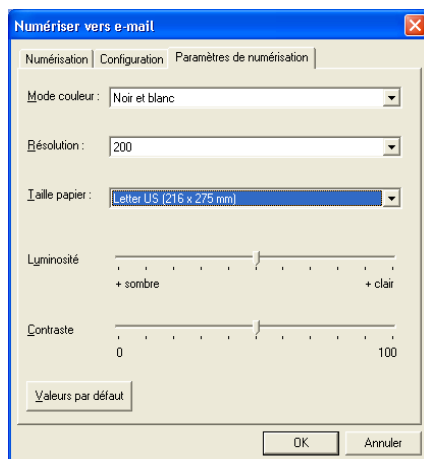 Numériser vers e-mail
Numérisation Configuration Paramètres de numérisation
Mode couleur : Noir et blanc
Résolution : 200
Taille papier : Letter US (216 x 275 mm)
Luminosité
+ sombre + clair
Contraste
0 100
Valeurs par défaut
OK Annuler